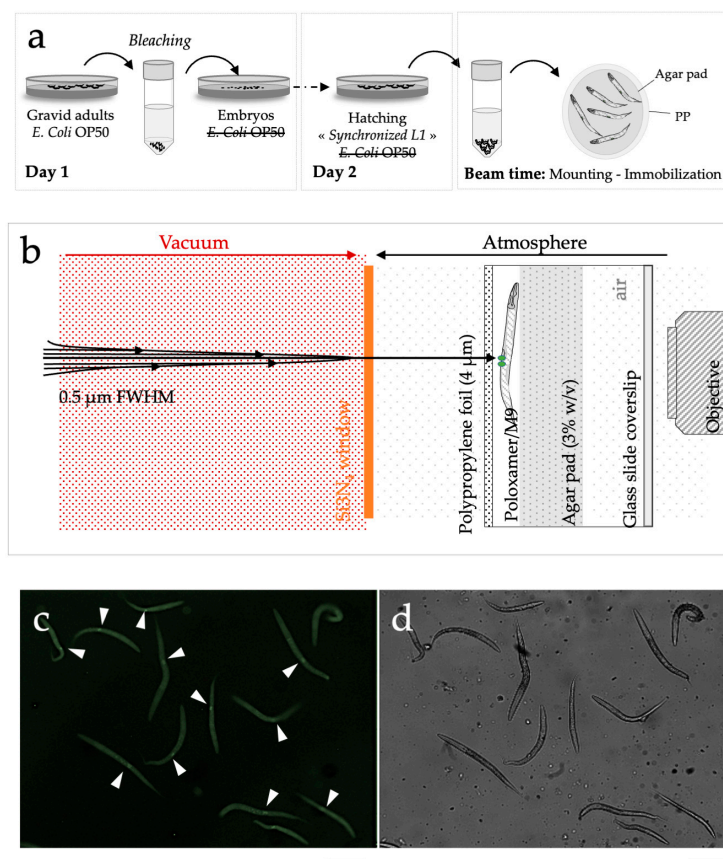 a
Bleaching
Gravid adults
E. Coli OP50
Embryos
E. Coli OP50
Hatching
« Synchronized L1 »
E. Coli OP50
Agar pad
PP
Day 1
Day 2
Beam time: Mounting - Immobilization
b
Vacuum
Atmosphere
0.5 µm FWHM
Si3N4 window
Polypropylene foil (4 µm)
Poloxamer/M9
Agar pad (3% w/v)
air
Glass slide coverslip
Objective
c
d